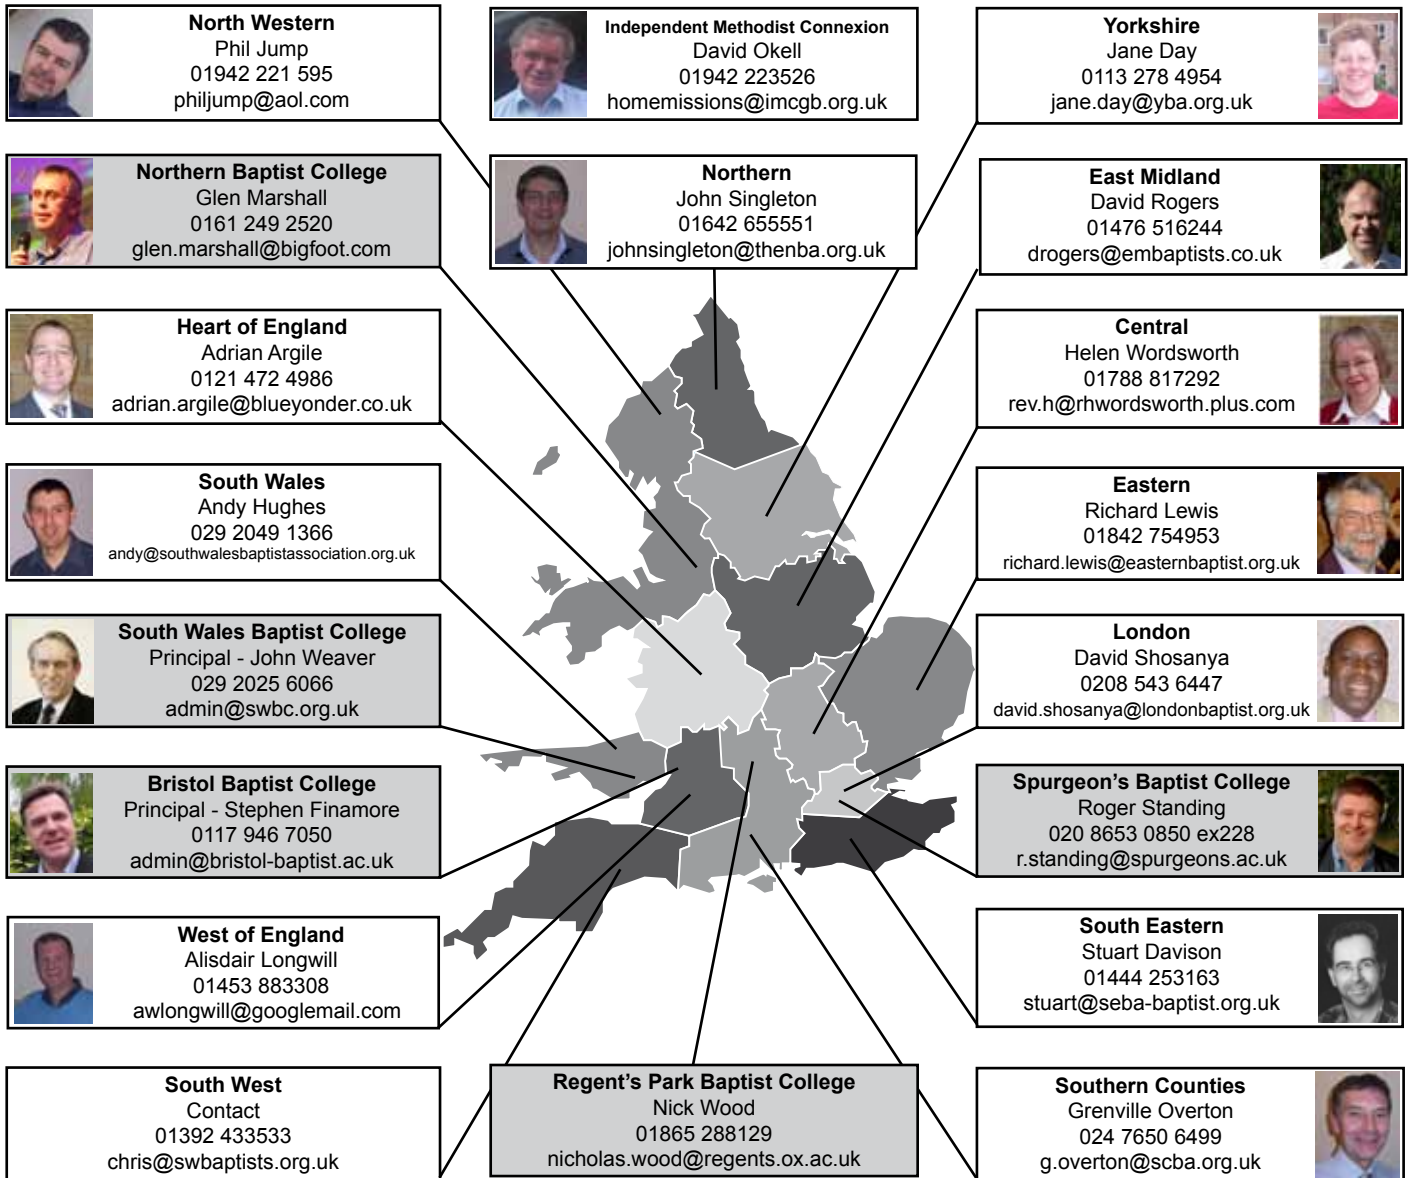 North Western
Phil Jump
01942 221 595
philjump@aol.com
Independent Methodist Connexion
David Okell
01942 223526
homemissions@imcgb.org.uk
Yorkshire
Jane Day
0113 278 4954
jane.day@yba.org.uk
Northern Baptist College
Glen Marshall
0161 249 2520
glen.marshall@bigfoot.com
Northern
John Singleton
01642 655551
johnsingleton@thenba.org.uk
East Midland
David Rogers
01476 516244
drogers@embaptists.co.uk
Heart of England
Adrian Argile
0121 472 4986
adrian.argile@blueyonder.co.uk
Central
Helen Wordsworth
01788 817292
rev.h@rhwordsworth.plus.com
South Wales
Andy Hughes
029 2049 1366
andy@southwalesbaptistassociation.org.uk
Eastern
Richard Lewis
01842 754953
richard.lewis@easternbaptist.org.uk
South Wales Baptist College
Principal - John Weaver
029 2025 6066
admin@swbc.org.uk
London
David Shosanya
0208 543 6447
david.shosanya@londonbaptist.org.uk
Bristol Baptist College
Principal - Stephen Finamore
0117 946 7050
admin@bristol-baptist.ac.uk
Spurgeon's Baptist College
Roger Standing
020 8653 0850 ex228
r.standing@spurgeons.ac.uk
West of England
Alisdair Longwill
01453 883308
awlongwill@googlemail.com
South Eastern
Stuart Davison
01444 253163
stuart@seba-baptist.org.uk
South West
Contact
01392 433533
chris@swbaptists.org.uk
Regent's Park Baptist College
Nick Wood
01865 288129
nicholas.wood@regents.ox.ac.uk
Southern Counties
Grenville Overton
024 7650 6499
g.overton@scba.org.uk